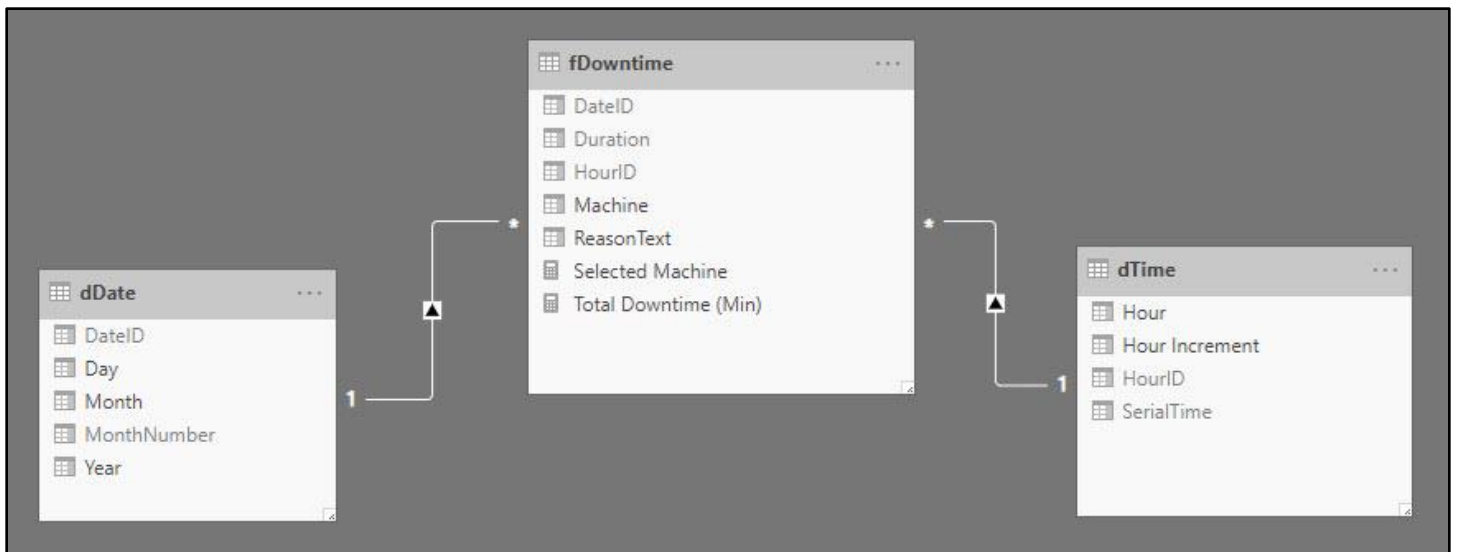 fDowntime
DateID
Duration
HourID
Machine
ReasonText
Selected Machine
Total Downtime (Min)
*
*
dDate
DateID
Day
Month
MonthNumber
Year
1
dTime
Hour
Hour Increment
HourID
SerialTime
1